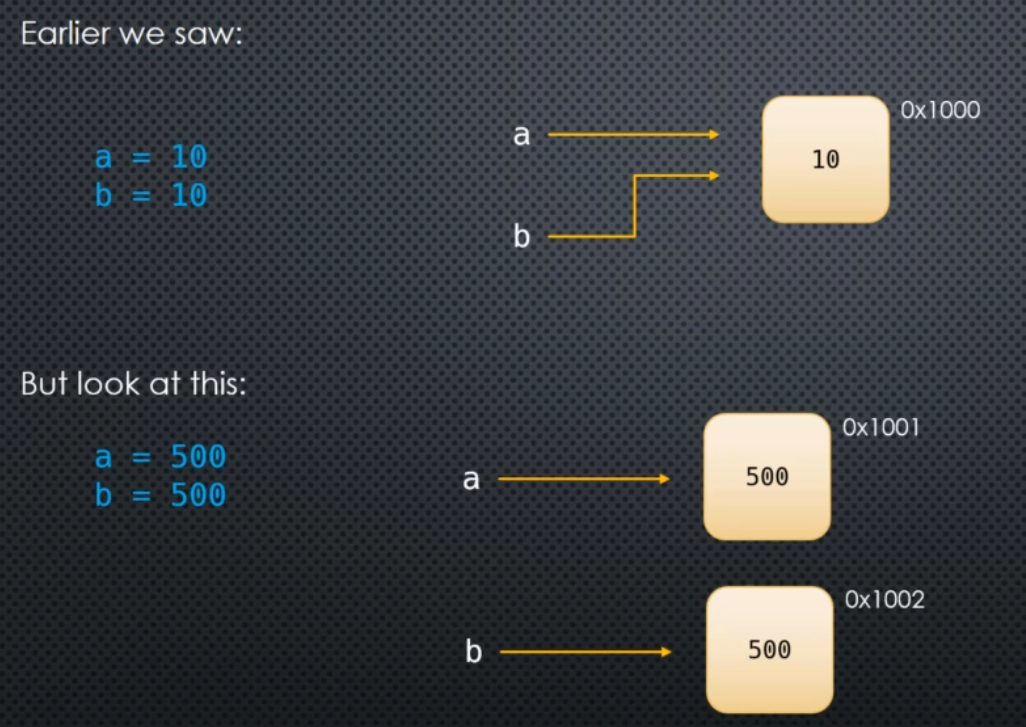 Earlier we saw:
a = 10
b = 10
a
b
10
0x1000
But look at this:
a = 500
b = 500
a
500
0x1001
b
500
0x1002